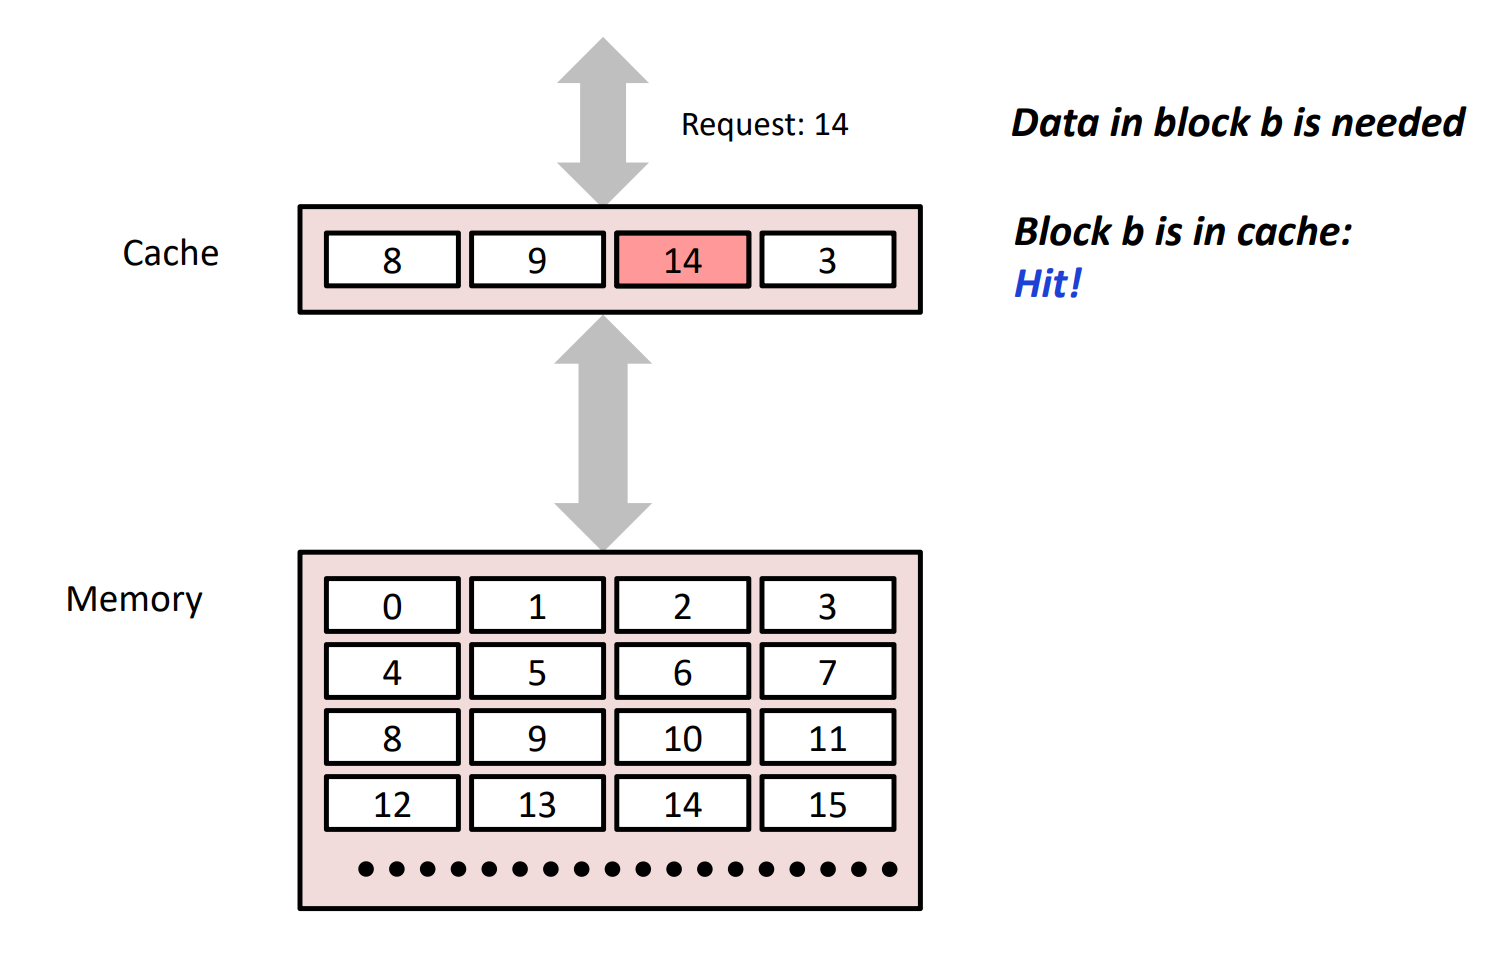 Request: 14
Data in block b is needed
Cache
8 9 14 3
Block b is in cache:
Hit!
Memory
0 1 2 3
4 5 6 7
8 9 10 11
12 13 14 15